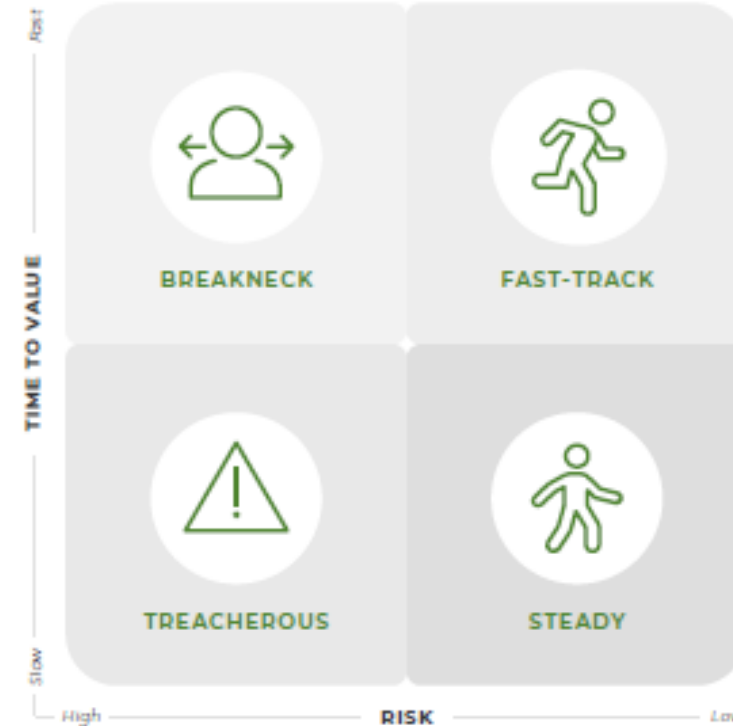 Fast
BREAKNECK
FAST-TRACK
TIME TO VALUE
TREACHEROUS
STEADY
Slow
High
RISK